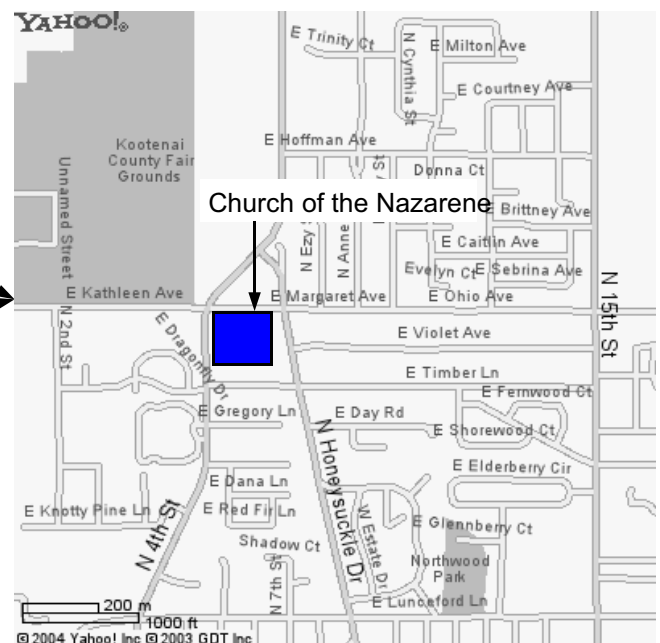 YAHOO!®
E Trinity Ct
N Cynthia St
E Milton Ave
E Courtney Ave
Kootenai
County Fair
Grounds
E Hoffman Ave
Donna Ct
Unnamed Street
Church of the Nazarene
E Brittney Ave
N Ezy S
N Anne
St
E Caitlin Ave
Evelyn Ct
E Sebrina Ave
N 15th St
E Kathleen Ave
E Margaret Ave
E Ohio Ave
N 2nd St
E Dragonfly Dr
E Violet Ave
E Timber Ln
E Fernwood Ct
E Gregory Ln
E Day Rd
E Shorewood Ct
N Honeysuckle Dr
E Elderberry Cir
E Dana Ln
E Knotty Pine Ln
E Red Fir Ln
W Estate Dr
E Glennberry Ct
N 4th St
Shadow Ct
N 7th St
Northwood
Park
E Lunceford Ln
200 m
1000 ft
© 2004 Yahoo! Inc © 2003 GDT Inc